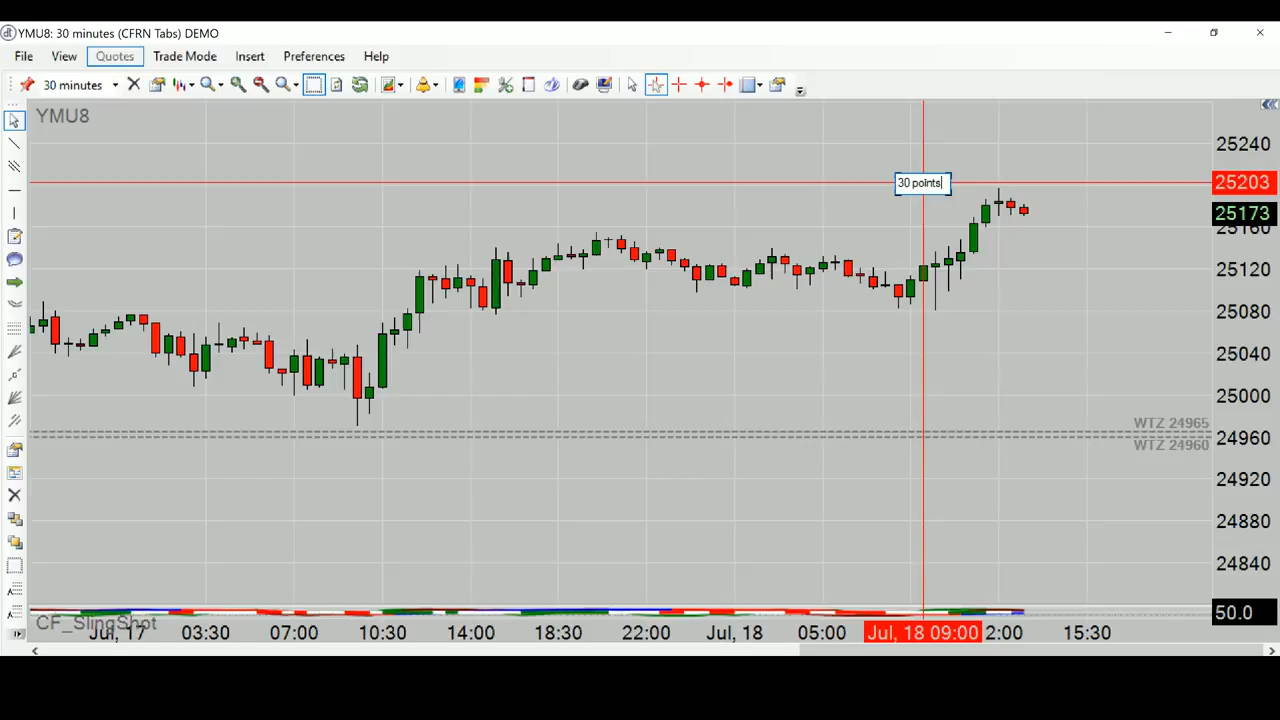 YMU8: 30 minutes (CFRN Tabs) DEMO
File View Quotes Trade Mode Insert Preferences Help
30 minutes
YMU8
25240
25203
30 points
25173
25160
25120
25080
25040
25000
WTZ 24965
24960
WTZ 24960
24920
24880
24840
50.0
CF_SlingShot
Jul, 17 03:30 07:00 10:30 14:00 18:30 22:00 Jul, 18 05:00 Jul, 18 09:00 2:00 15:30